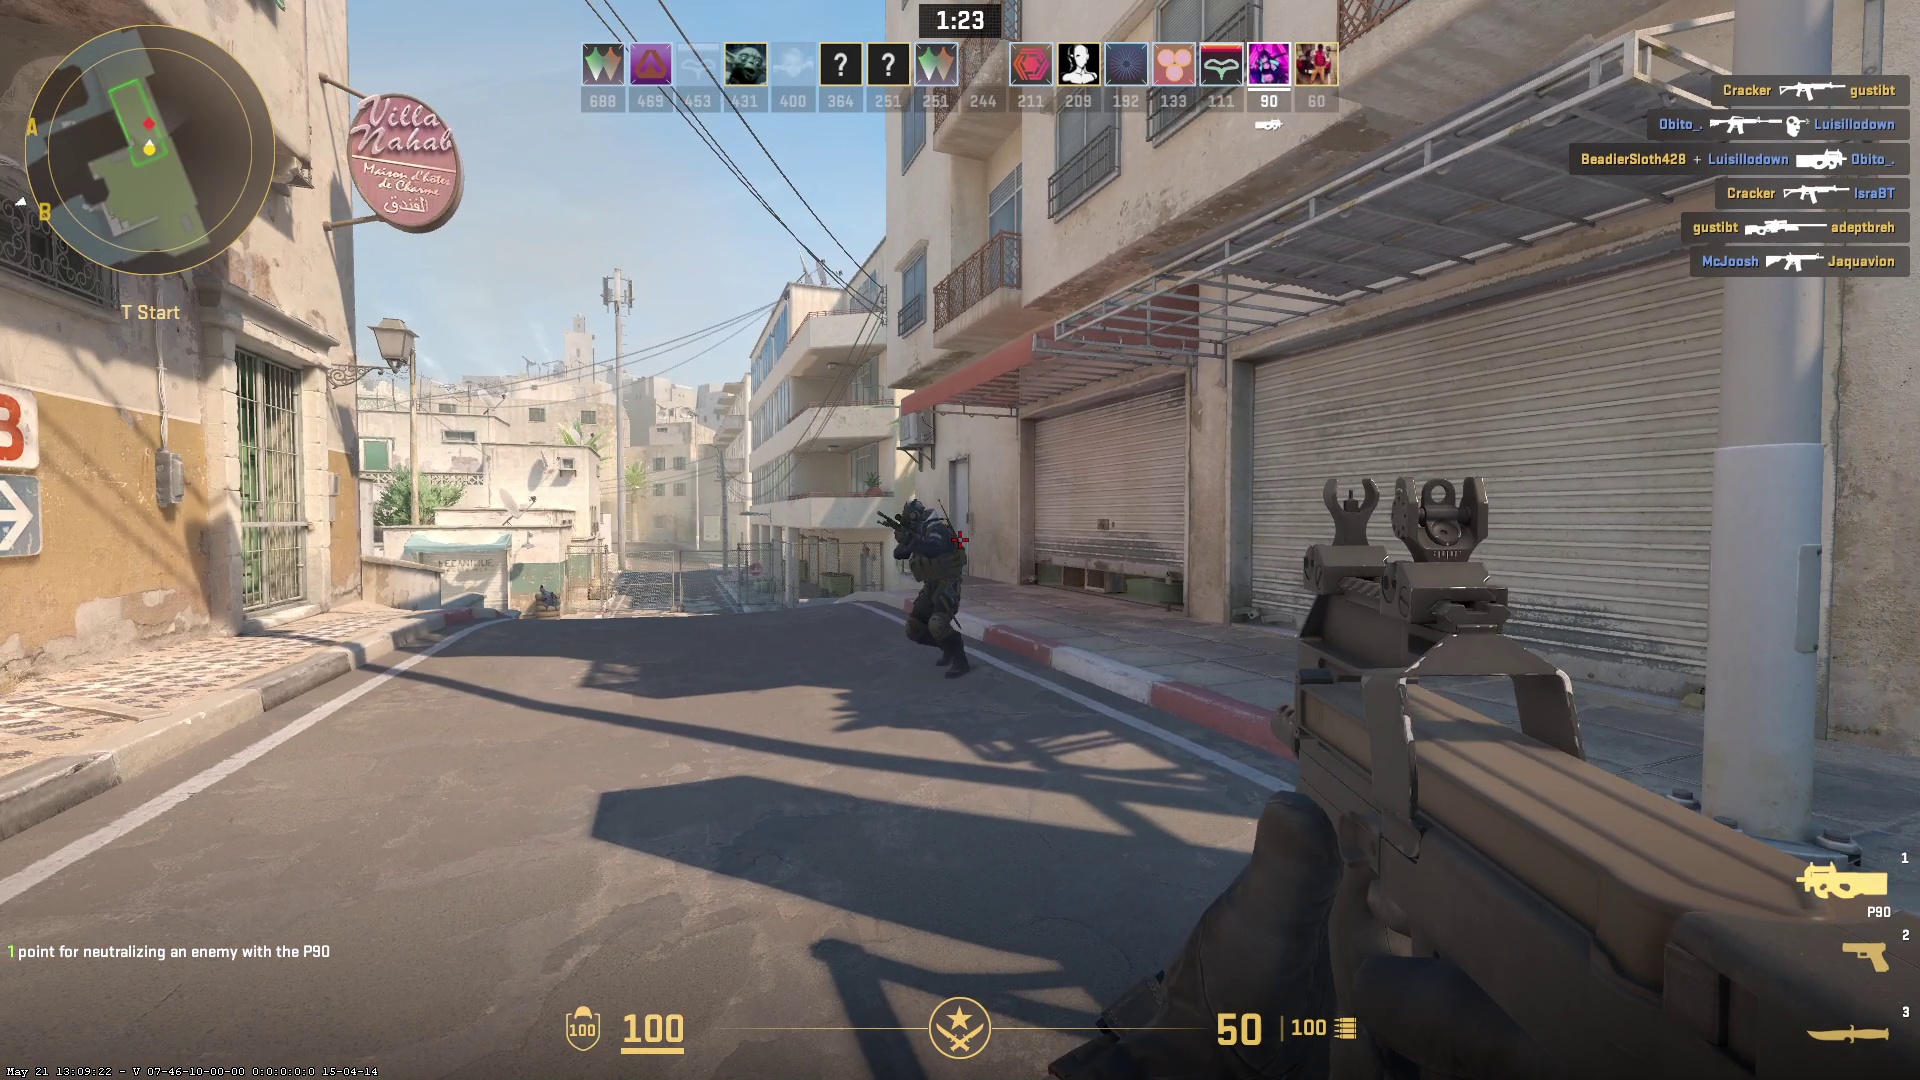 1:23
? ?
688 469 453 431 400 364 251 251 244 211 209 192 133 111 90 60
Cracker gustibt
Obito_. Luisillodown
BeadierSloth428 + Luisillodown Obito_.
Cracker IsraBT
gustibt adeptbreh
McJoosh Jaquavion
A
B
T Start
Villa
Nahab
Maison d'hôtes
de Charme
الفندق
B
1
P90
2
3
1 point for neutralizing an enemy with the P90
100 100
50 | 100
May 21 13:09:22 - V 07-46-10-00-00 0:0:0:0:0 15-04-14